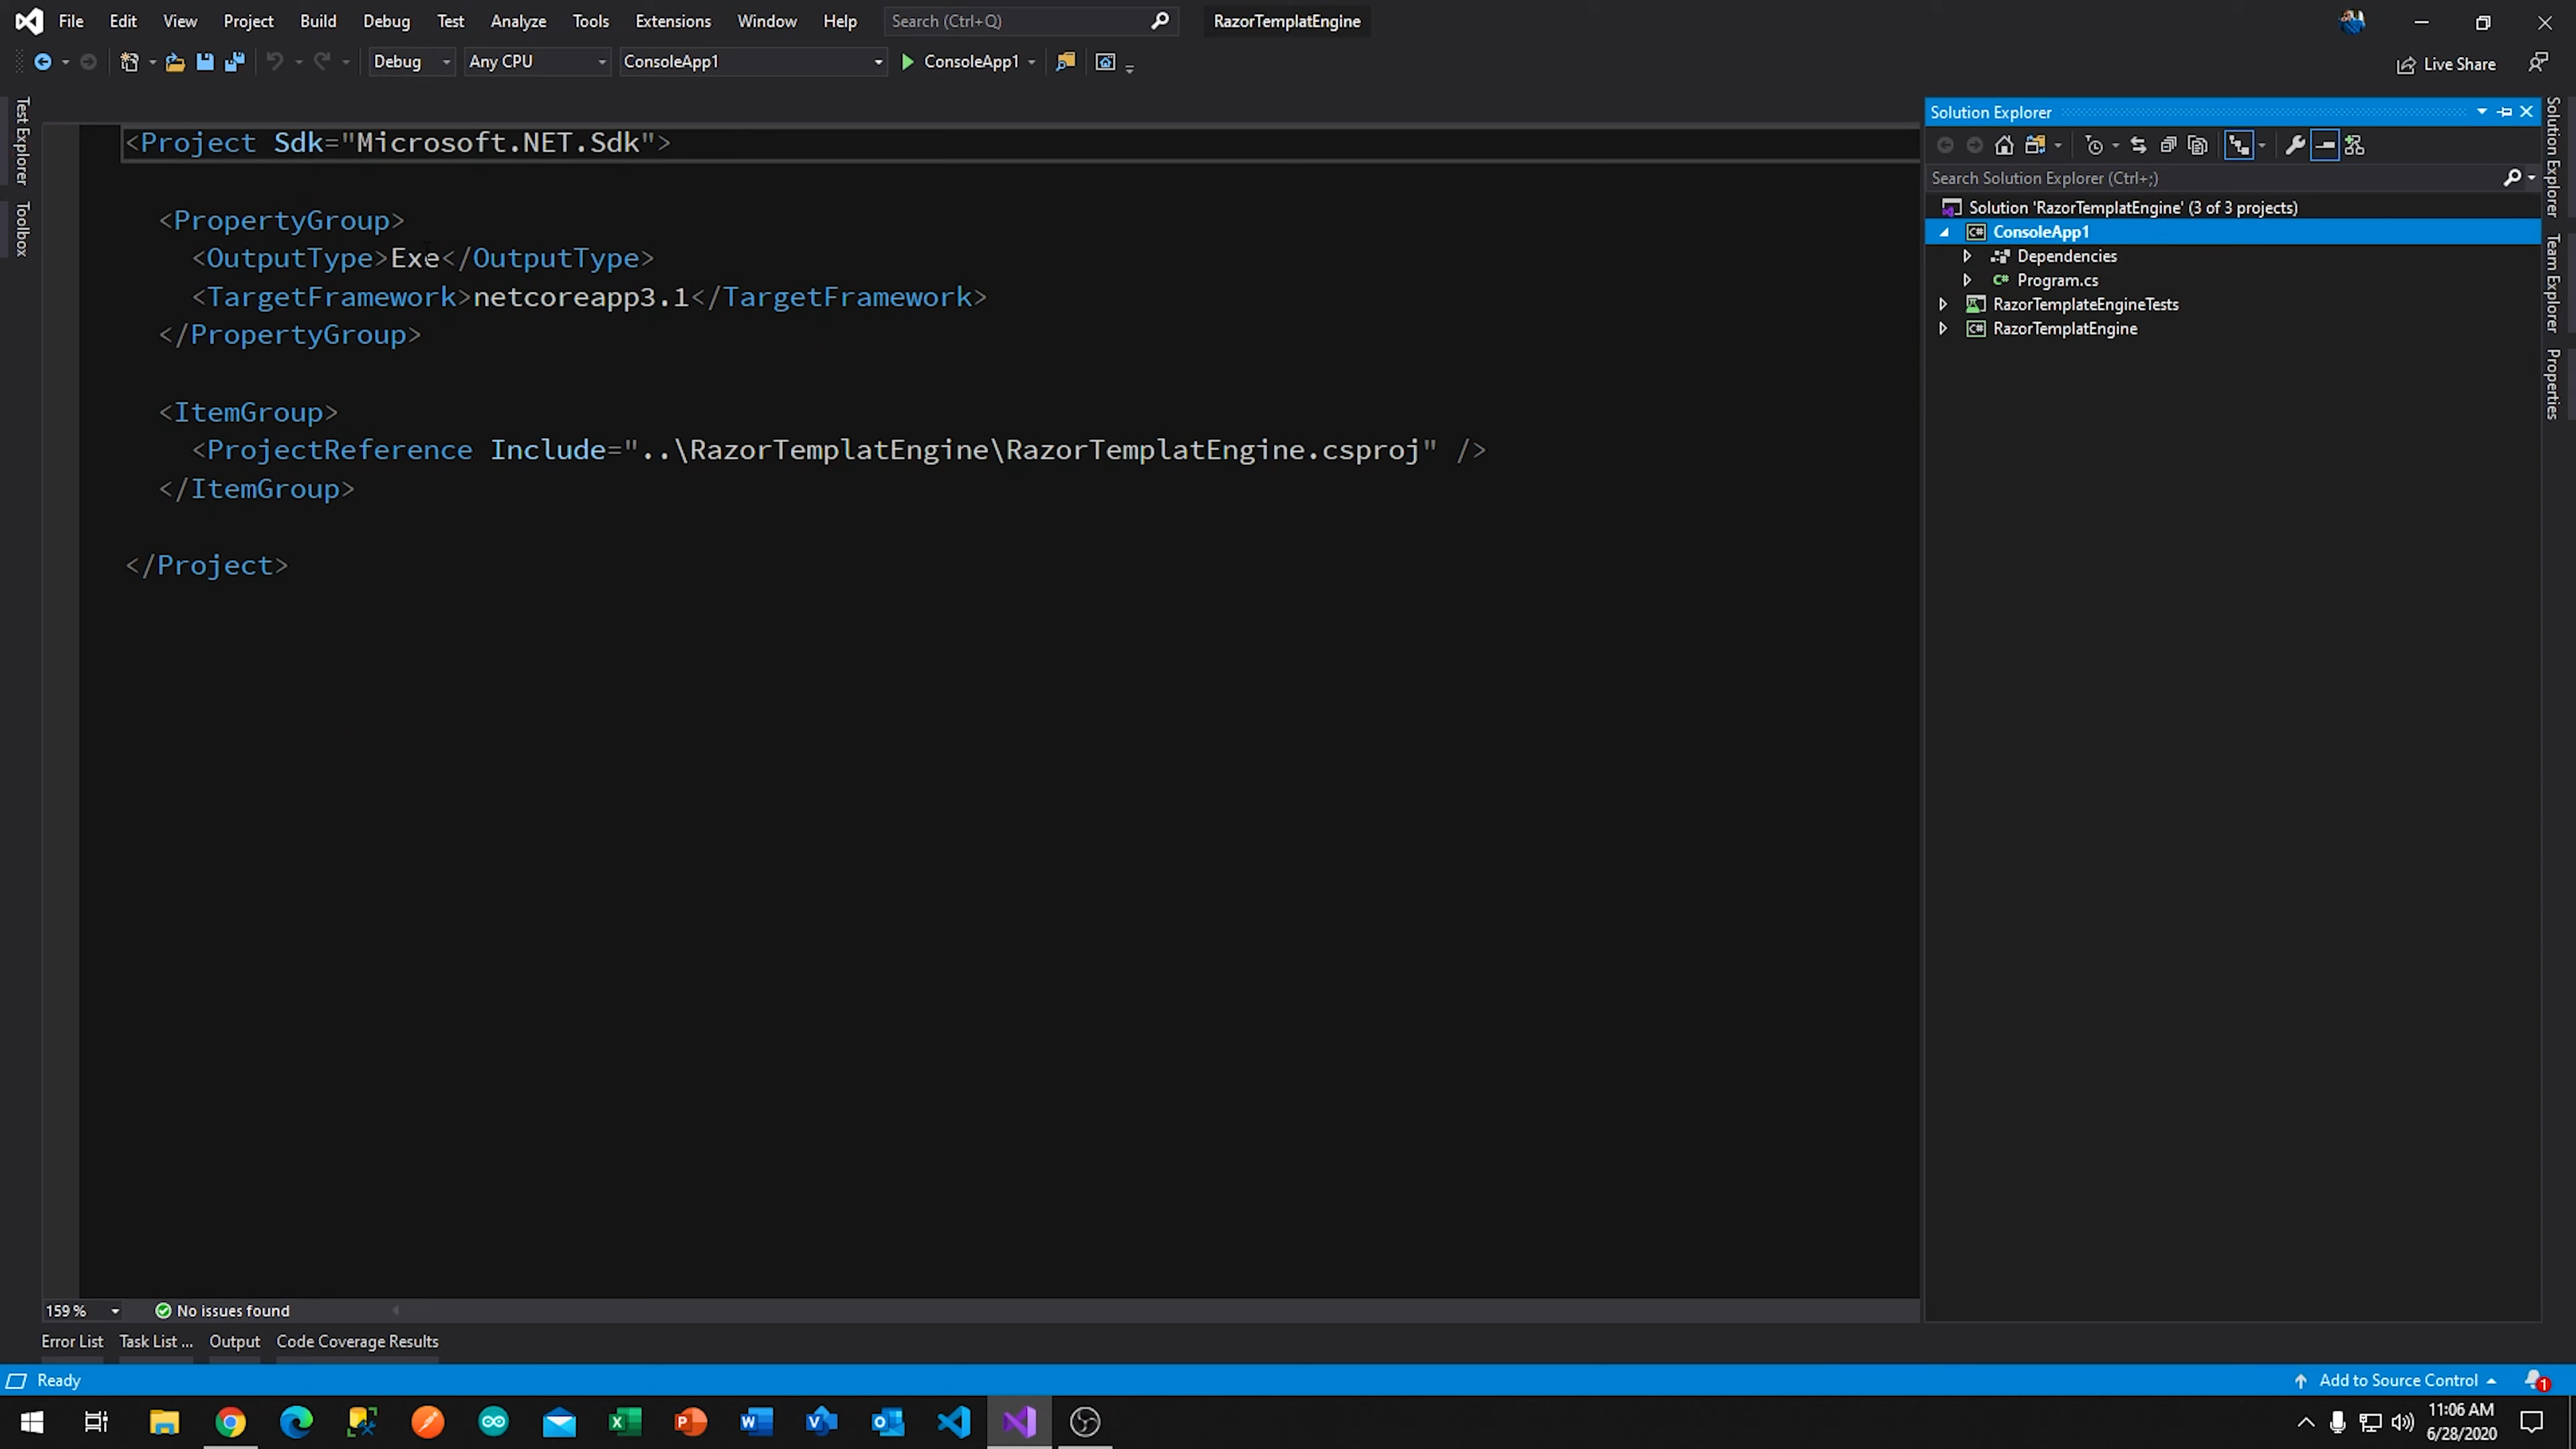 File Edit View Project Build Debug Test Analyze Tools Extensions Window Help Search (Ctrl+Q) RazorTemplatEngine
Debug Any CPU ConsoleApp1 ConsoleApp1 Live Share
Test Explorer
Toolbox
<Project Sdk="Microsoft.NET.Sdk">
<PropertyGroup>
<OutputType>Exe</OutputType>
<TargetFramework>netcoreapp3.1</TargetFramework>
</PropertyGroup>
<ItemGroup>
<ProjectReference Include="..\RazorTemplatEngine\RazorTemplatEngine.csproj" />
</ItemGroup>
</Project>
Solution Explorer
Search Solution Explorer (Ctrl+;)
Solution 'RazorTemplatEngine' (3 of 3 projects)
ConsoleApp1
Dependencies
C# Program.cs
RazorTemplateEngineTests
C# RazorTemplatEngine
Solution Explorer
Team Explorer
Properties
159 % No issues found
Error List Task List ... Output Code Coverage Results
Ready Add to Source Control 1
11:06 AM
6/28/2020